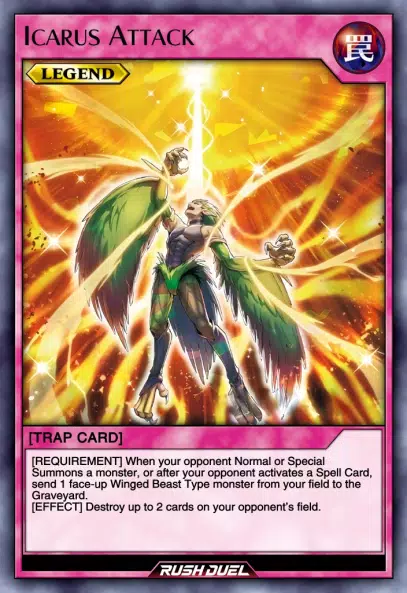 Icarus Attack
罠
LEGEND
[TRAP CARD]
[REQUIREMENT] When your opponent Normal or Special
Summons a monster, or after your opponent activates a Spell Card,
send 1 face-up Winged Beast Type monster from your field to the
Graveyard.
[EFFECT] Destroy up to 2 cards on your opponent's field.
RUSH DUEL